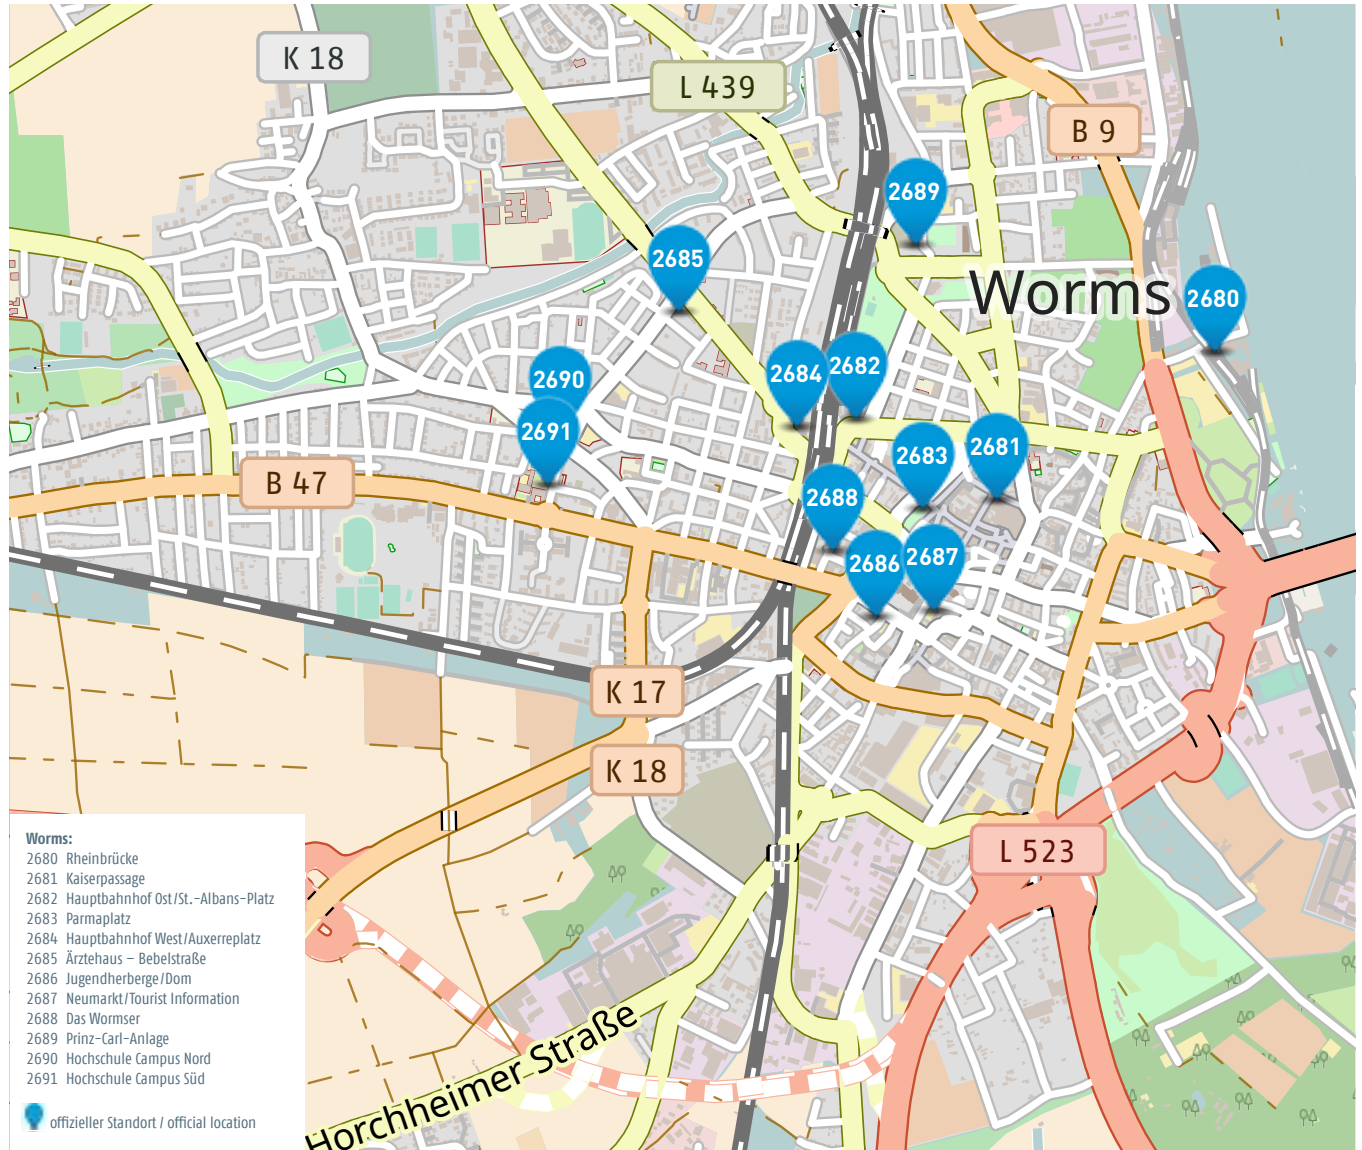 K 18
L 439
B 9
2689
2685
Worms
2680
2684
2682
2690
2691
2683
2681
B 47
2688
2686
2687
K 17
K 18
L 523
Horchheimer Straße
Worms:
2680 Rheinbrücke
2681 Kaiserpassage
2682 Hauptbahnhof Ost/St.-Albans-Platz
2683 Parmaplatz
2684 Hauptbahnhof West/Auxerreplatz
2685 Ärztehaus – Bebelstraße
2686 Jugendherberge/Dom
2687 Neumarkt/Tourist Information
2688 Das Wormser
2689 Prinz-Carl-Anlage
2690 Hochschule Campus Nord
2691 Hochschule Campus Süd
offizieller Standort / official location